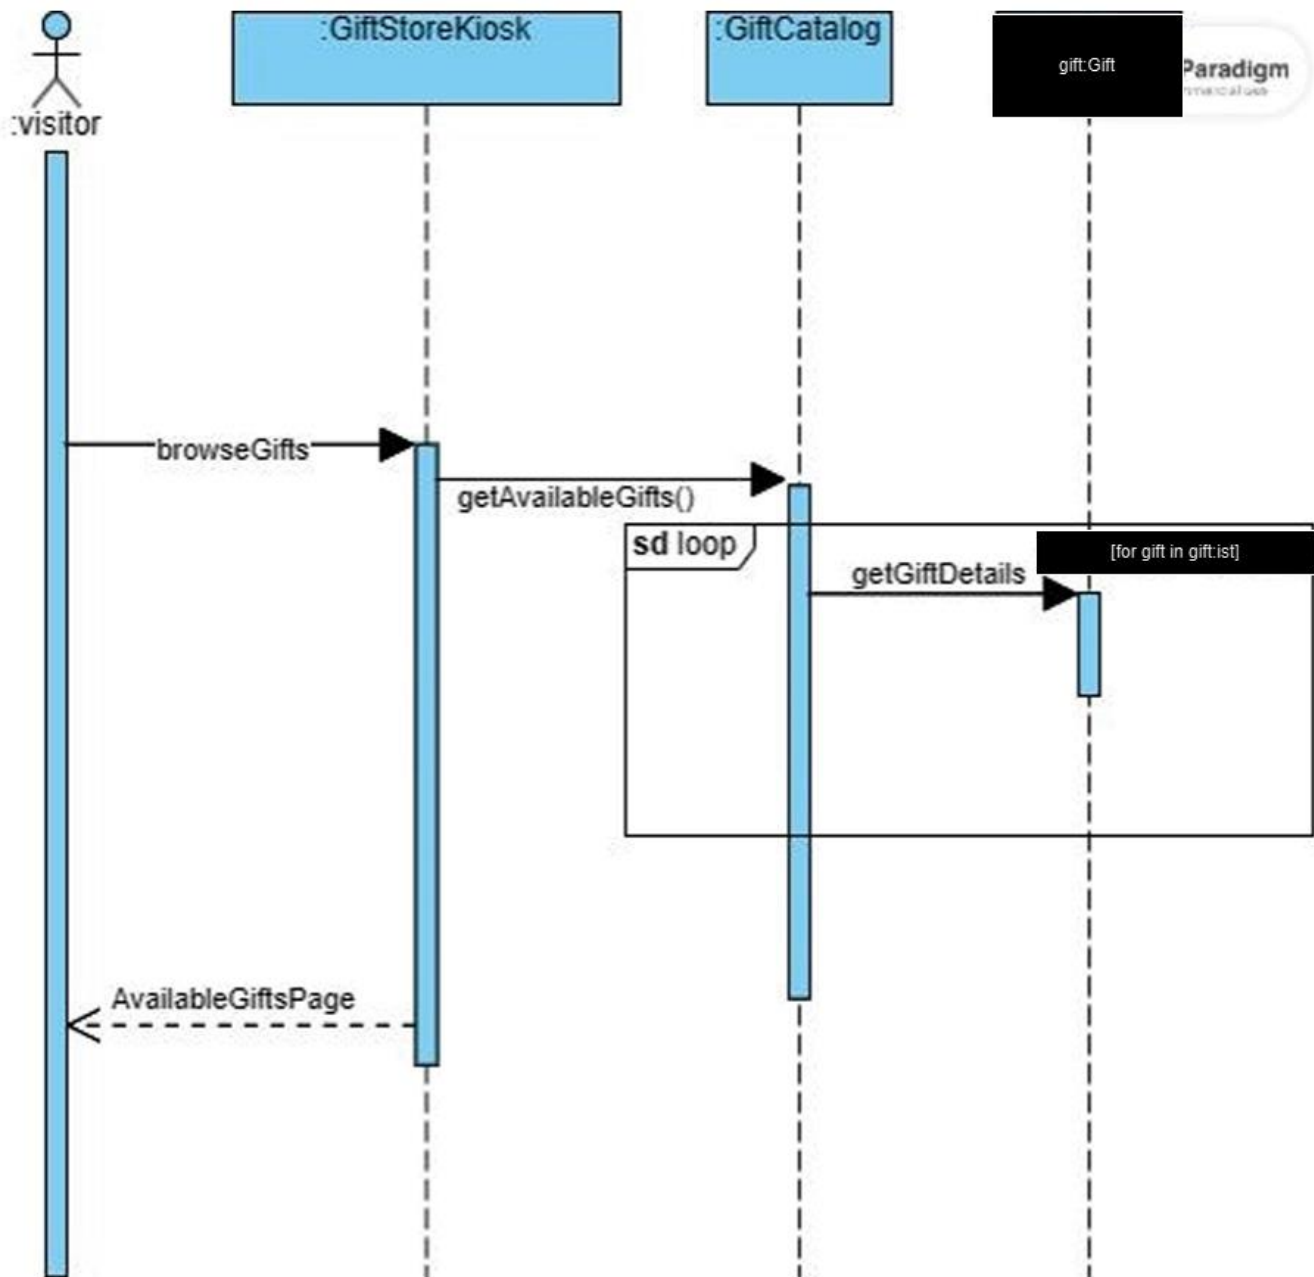 :GiftStoreKiosk
:GiftCatalog
gift:Gift
Paradigm
:visitor
browseGifts
getAvailableGifts()
sd loop
[for gift in gift:ist]
getGiftDetails
AvailableGiftsPage